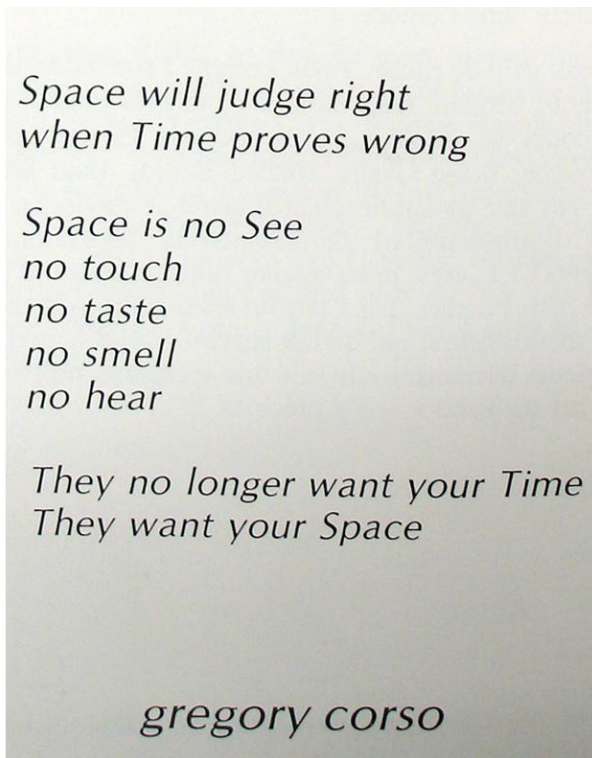 Space will judge right
when Time proves wrong
Space is no See
no touch
no taste
no smell
no hear
They no longer want your Time
They want your Space
gregory corso